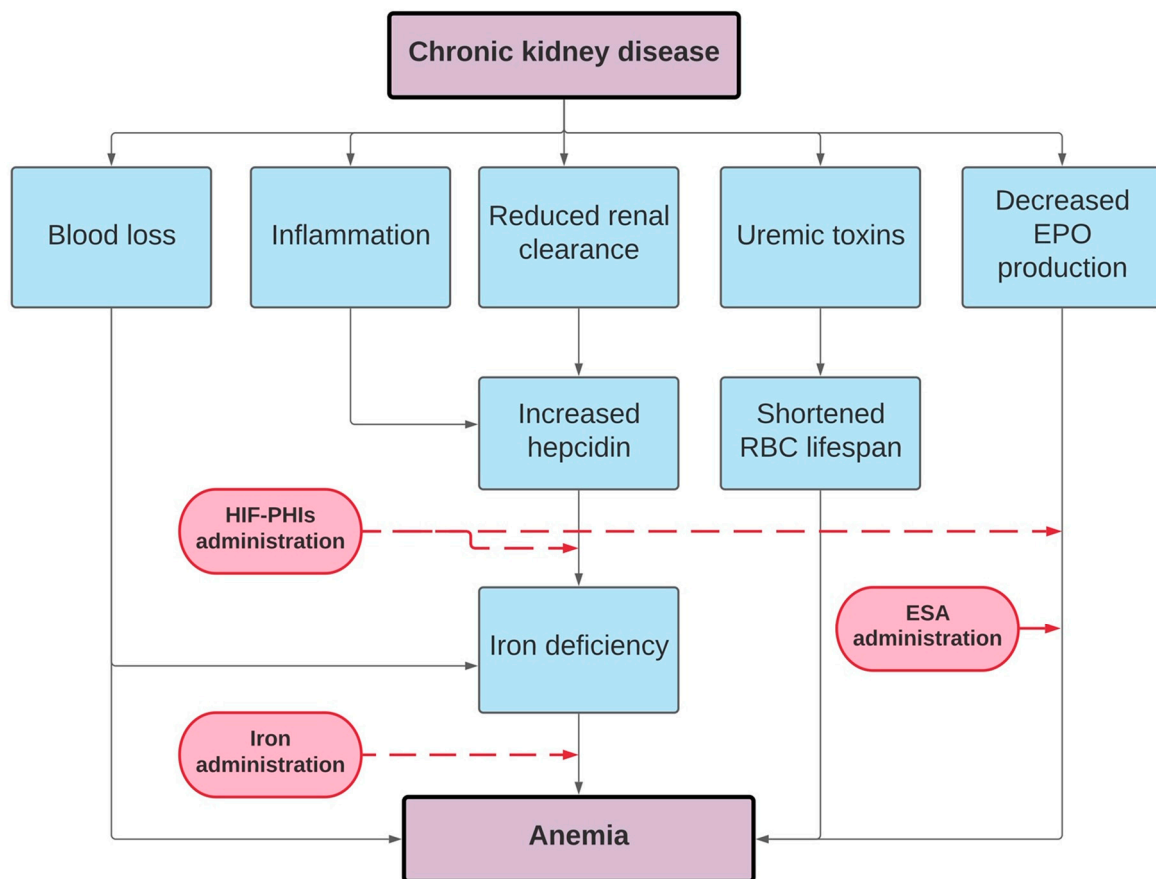 Chronic kidney disease
Blood loss
Inflammation
Reduced renal
clearance
Uremic toxins
Decreased
EPO
production
Increased
hepcidin
Shortened
RBC lifespan
HIF-PHIs
administration
ESA
administration
Iron deficiency
Iron
administration
Anemia